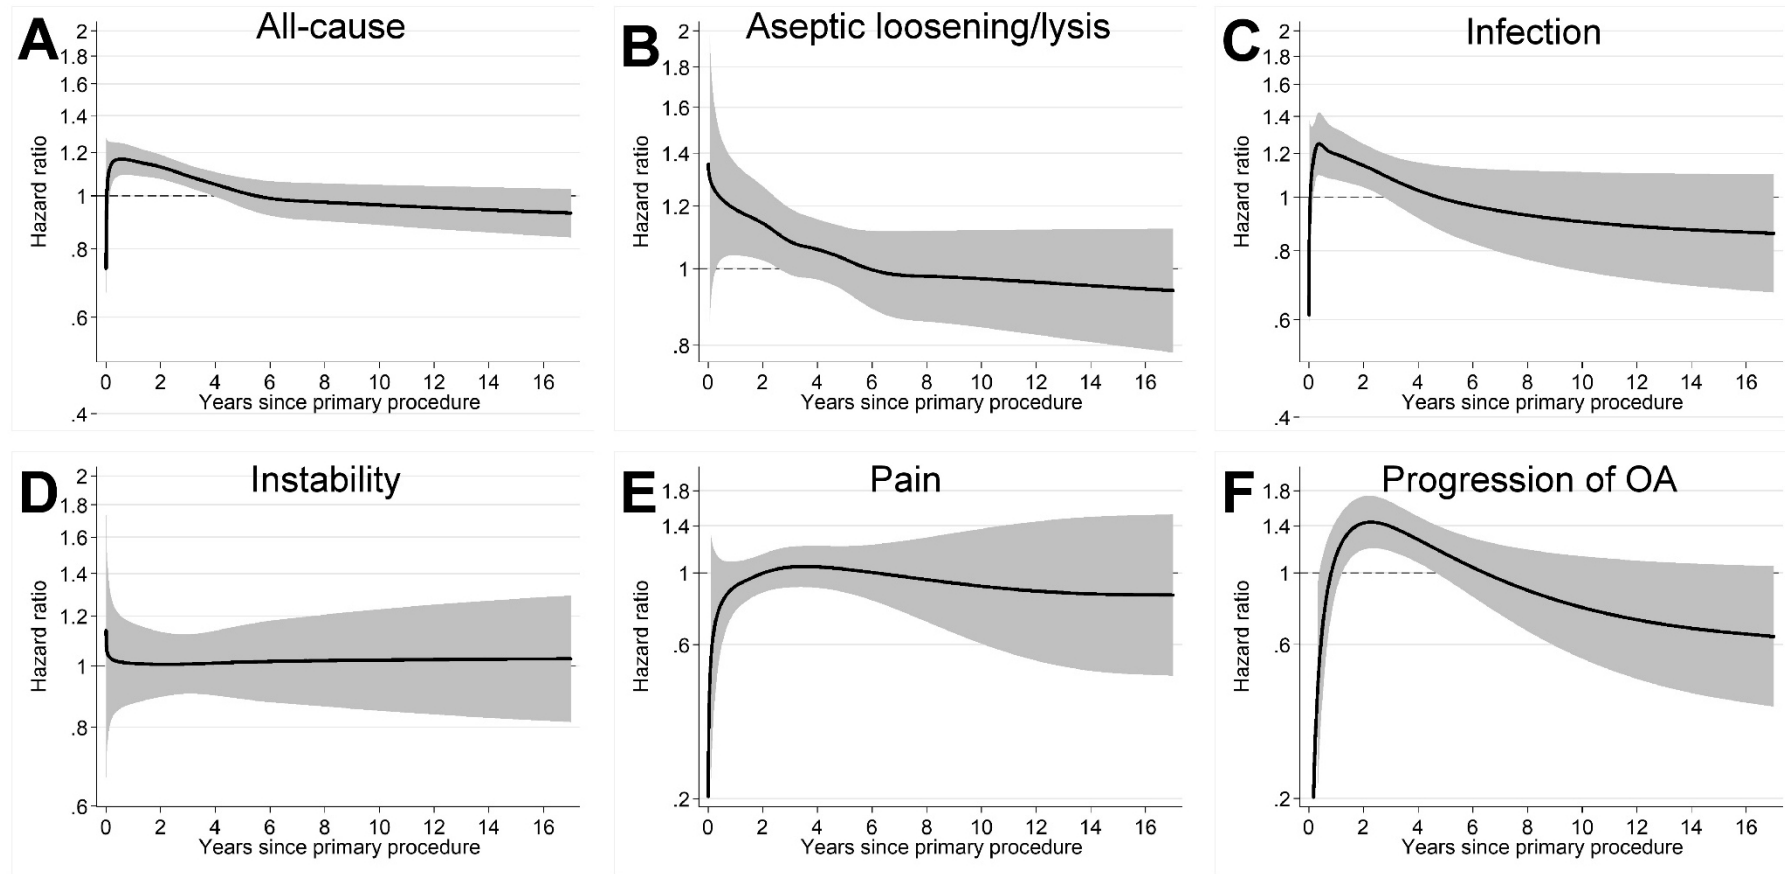 A All-cause
2
1.8
1.6
1.4
1.2
1
.8
.6
.4
Hazard ratio
0 2 4 6 8 10 12 14 16
Years since primary procedure
B Aseptic loosening/lysis
2
1.8
1.6
1.4
1.2
1
.8
Hazard ratio
0 2 4 6 8 10 12 14 16
Years since primary procedure
C Infection
2
1.8
1.6
1.4
1.2
1
.8
.6
.4
Hazard ratio
0 2 4 6 8 10 12 14 16
Years since primary procedure
D Instability
2
1.8
1.6
1.4
1.2
1
.8
.6
Hazard ratio
0 2 4 6 8 10 12 14 16
Years since primary procedure
E Pain
1.8
1.4
1
.6
.2
Hazard ratio
0 2 4 6 8 10 12 14 16
Years since primary procedure
F Progression of OA
1.8
1.4
1
.6
.2
Hazard ratio
0 2 4 6 8 10 12 14 16
Years since primary procedure